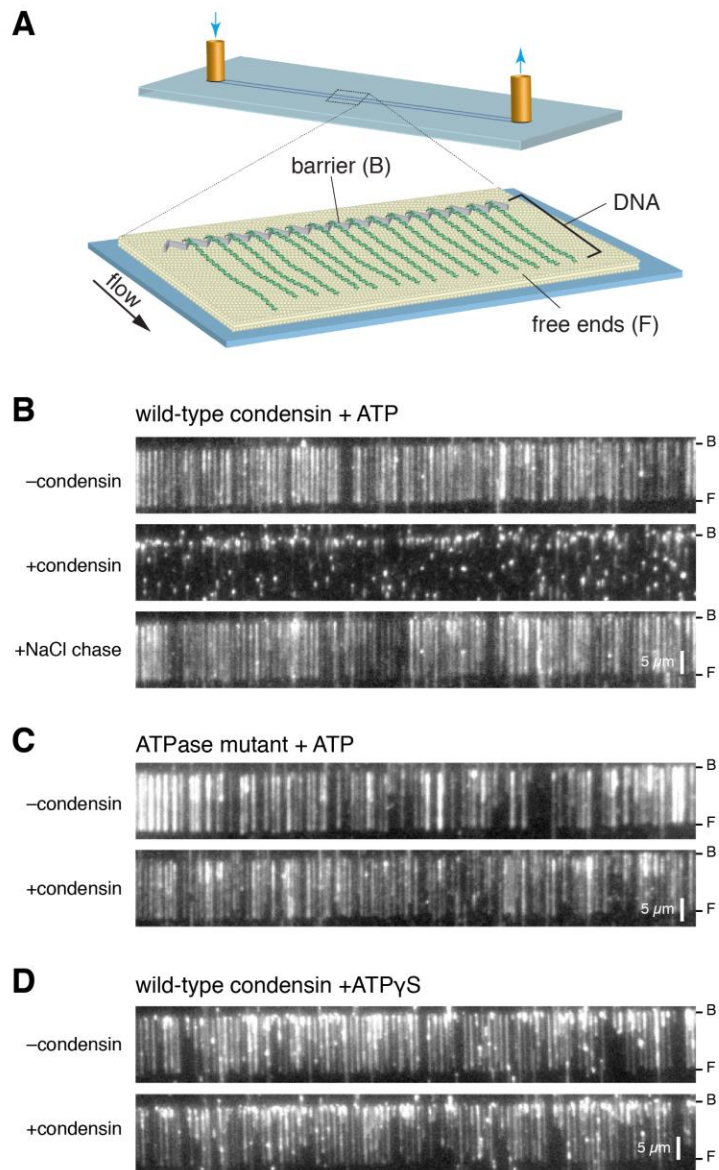 A
barrier (B)
DNA
flow
free ends (F)
B wild-type condensin + ATP
–condensin
B
F
+condensin
B
+NaCl chase
B
5 µm
F
C ATPase mutant + ATP
–condensin
B
F
+condensin
B
5 µm
F
D wild-type condensin +ATPγS
–condensin
B
F
+condensin
B
5 µm
F